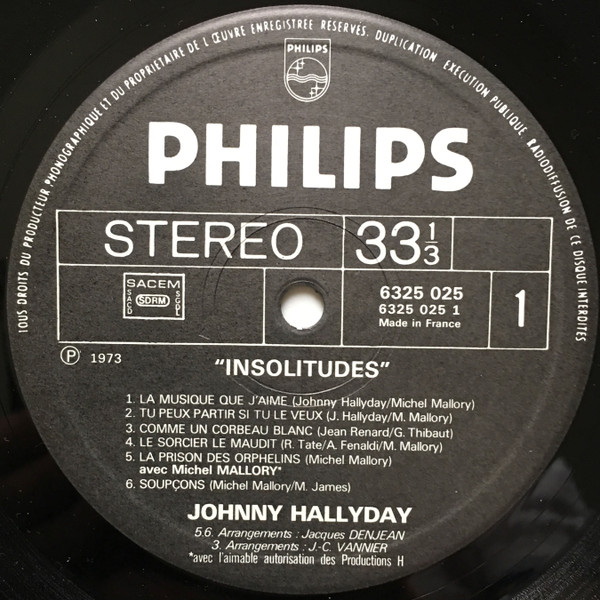 TOUS DROITS DU PRODUCTEUR PHONOGRAPHIQUE ET DU PROPRIETAIRE DE L'ŒUVRE ENREGISTREE RESERVES. DUPLICATION EXECUTION PUBLIQUE, RADIODIFFUSION DE CE DISQUE INTERDITES
PHILIPS
PHILIPS
STEREO 33 1/3
SACEM
SACD SDRM SGDL
6325 025
6325 025 1
Made in France
1
Ⓟ 1973
"INSOLITUDES"
1. LA MUSIQUE QUE J'AIME (Johnny Hallyday/Michel Mallory)
2. TU PEUX PARTIR SI TU LE VEUX (J. Hallyday/M. Mallory)
3. COMME UN CORBEAU BLANC (Jean Renard/G. Thibaut)
4. LE SORCIER LE MAUDIT (R. Tate/A. Fenaldi/M. Mallory)
5. LA PRISON DES ORPHELINS (Michel Mallory)
avec Michel MALLORY*
6. SOUPÇONS (Michel Mallory/M. James)
JOHNNY HALLYDAY
5.6. Arrangements : Jacques DENJEAN
3. Arrangements : J.-C. VANNIER
*avec l'aimable autorisation des Productions H